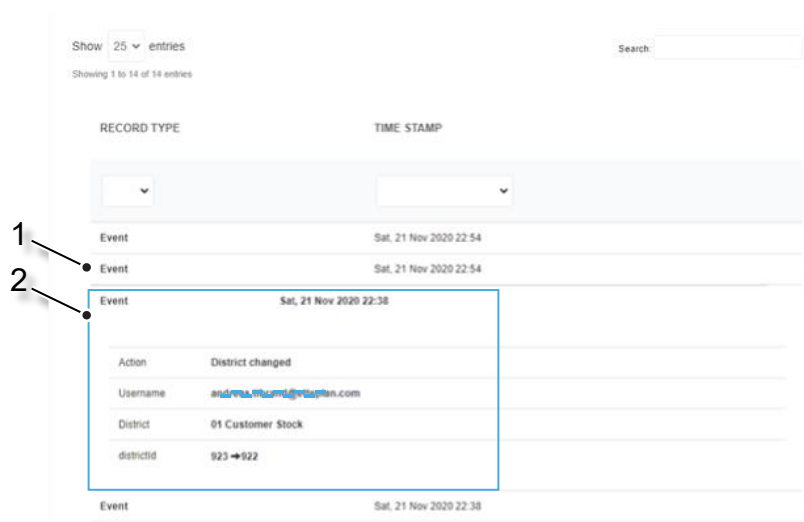 Show 25 entries
Search:
Showing 1 to 14 of 14 entries
RECORD TYPE TIME STAMP
1
Event Sat, 21 Nov 2020 22:54
Event Sat, 21 Nov 2020 22:54
2
Event Sat, 21 Nov 2020 22:38
Action District changed
Username
District 01 Customer Stock
districtId 923 ➔922
Event Sat, 21 Nov 2020 22:38